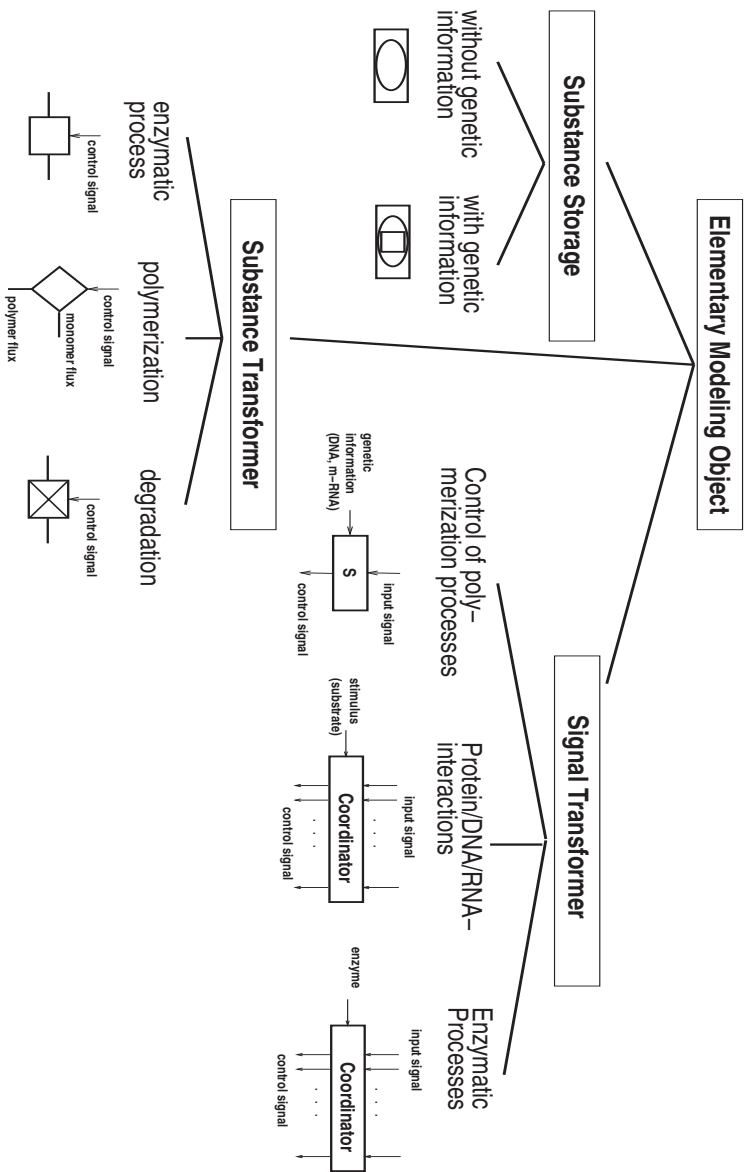 Elementary Modeling Object
Substance Storage
Signal Transformer
without genetic
information
with genetic
information
Control of poly−
merization processes
Protein/DNA/RNA−
interactions
Enzymatic
Processes
genetic
information
(DNA, m−RNA)
input signal
S
control signal
stimulus
(substrate)
input signal
. . .
Coordinator
. . .
control signal
enzyme
input signal
. . .
Coordinator
. . .
control signal
Substance Transformer
enzymatic
process
polymerization
degradation
control signal
control signal
monomer flux
polymer flux
control signal